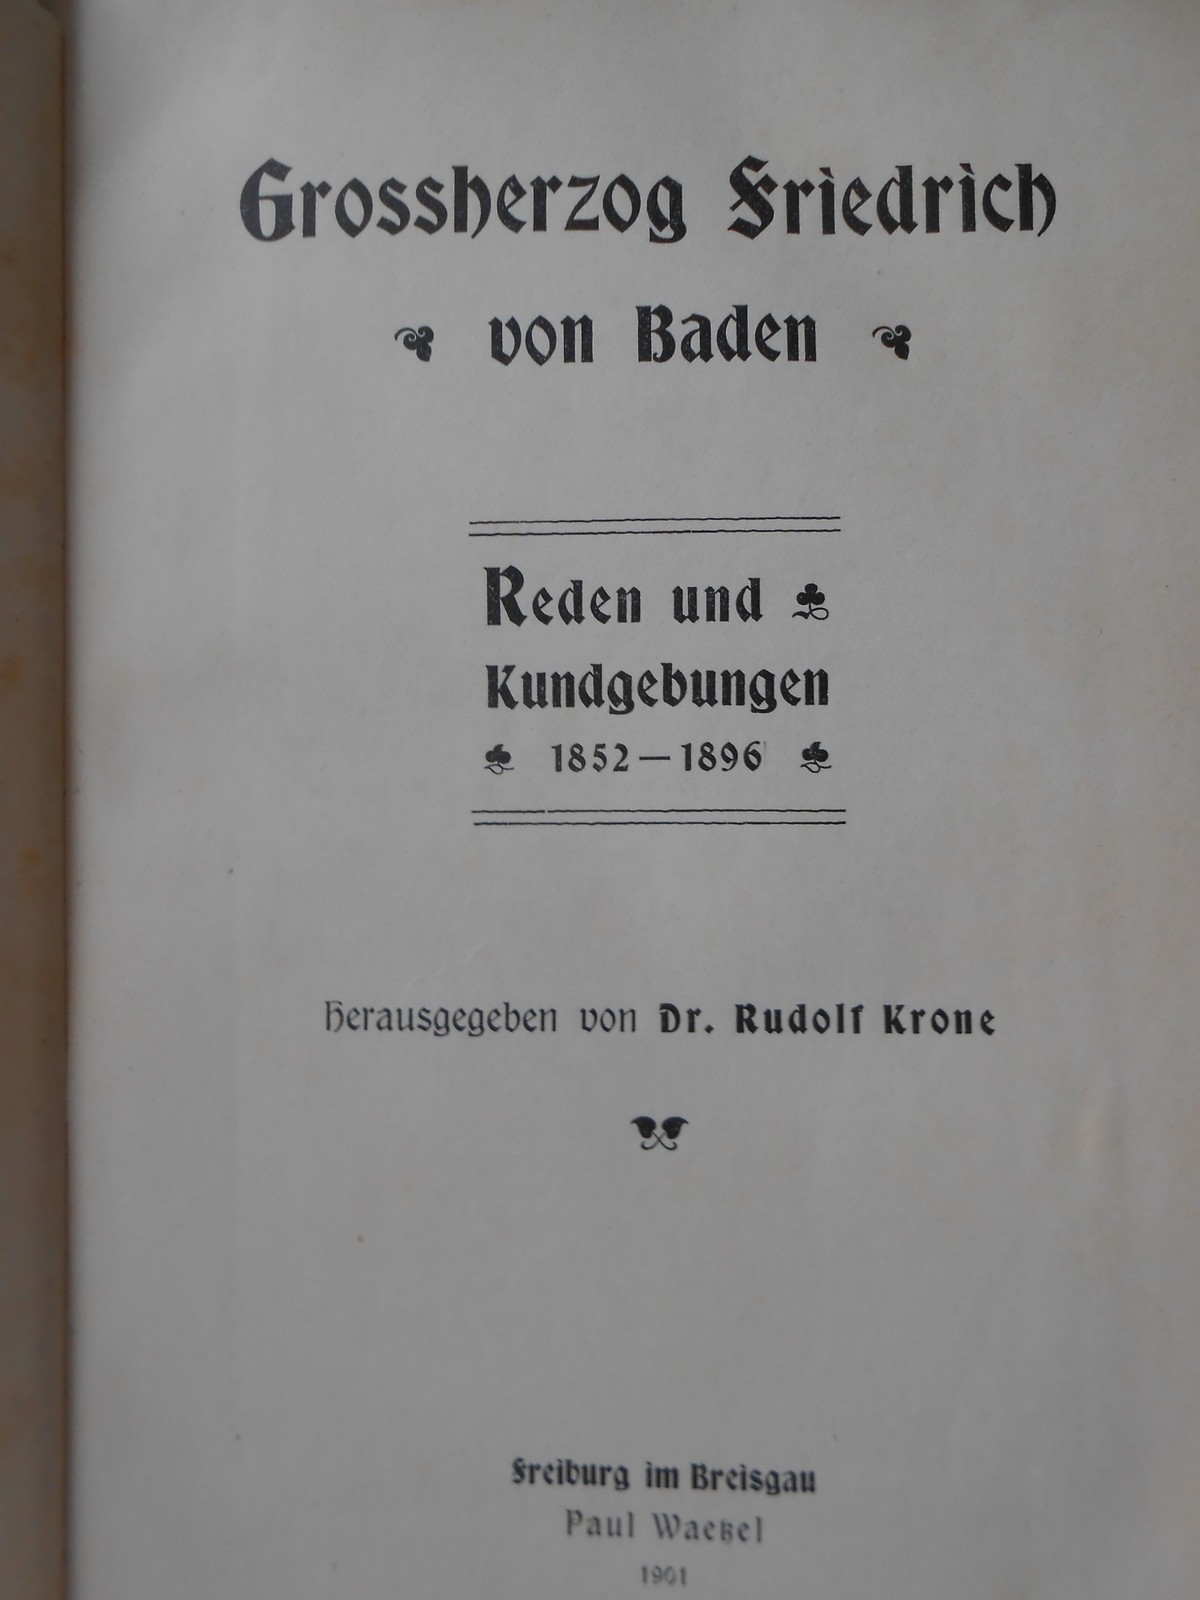 Grossherzog Friedrich
von Baden
Reden und
Kundgebungen
1852 — 1896
Herausgegeben von Dr. Rudolf Krone
Freiburg im Breisgau
Paul Waetzel
1901